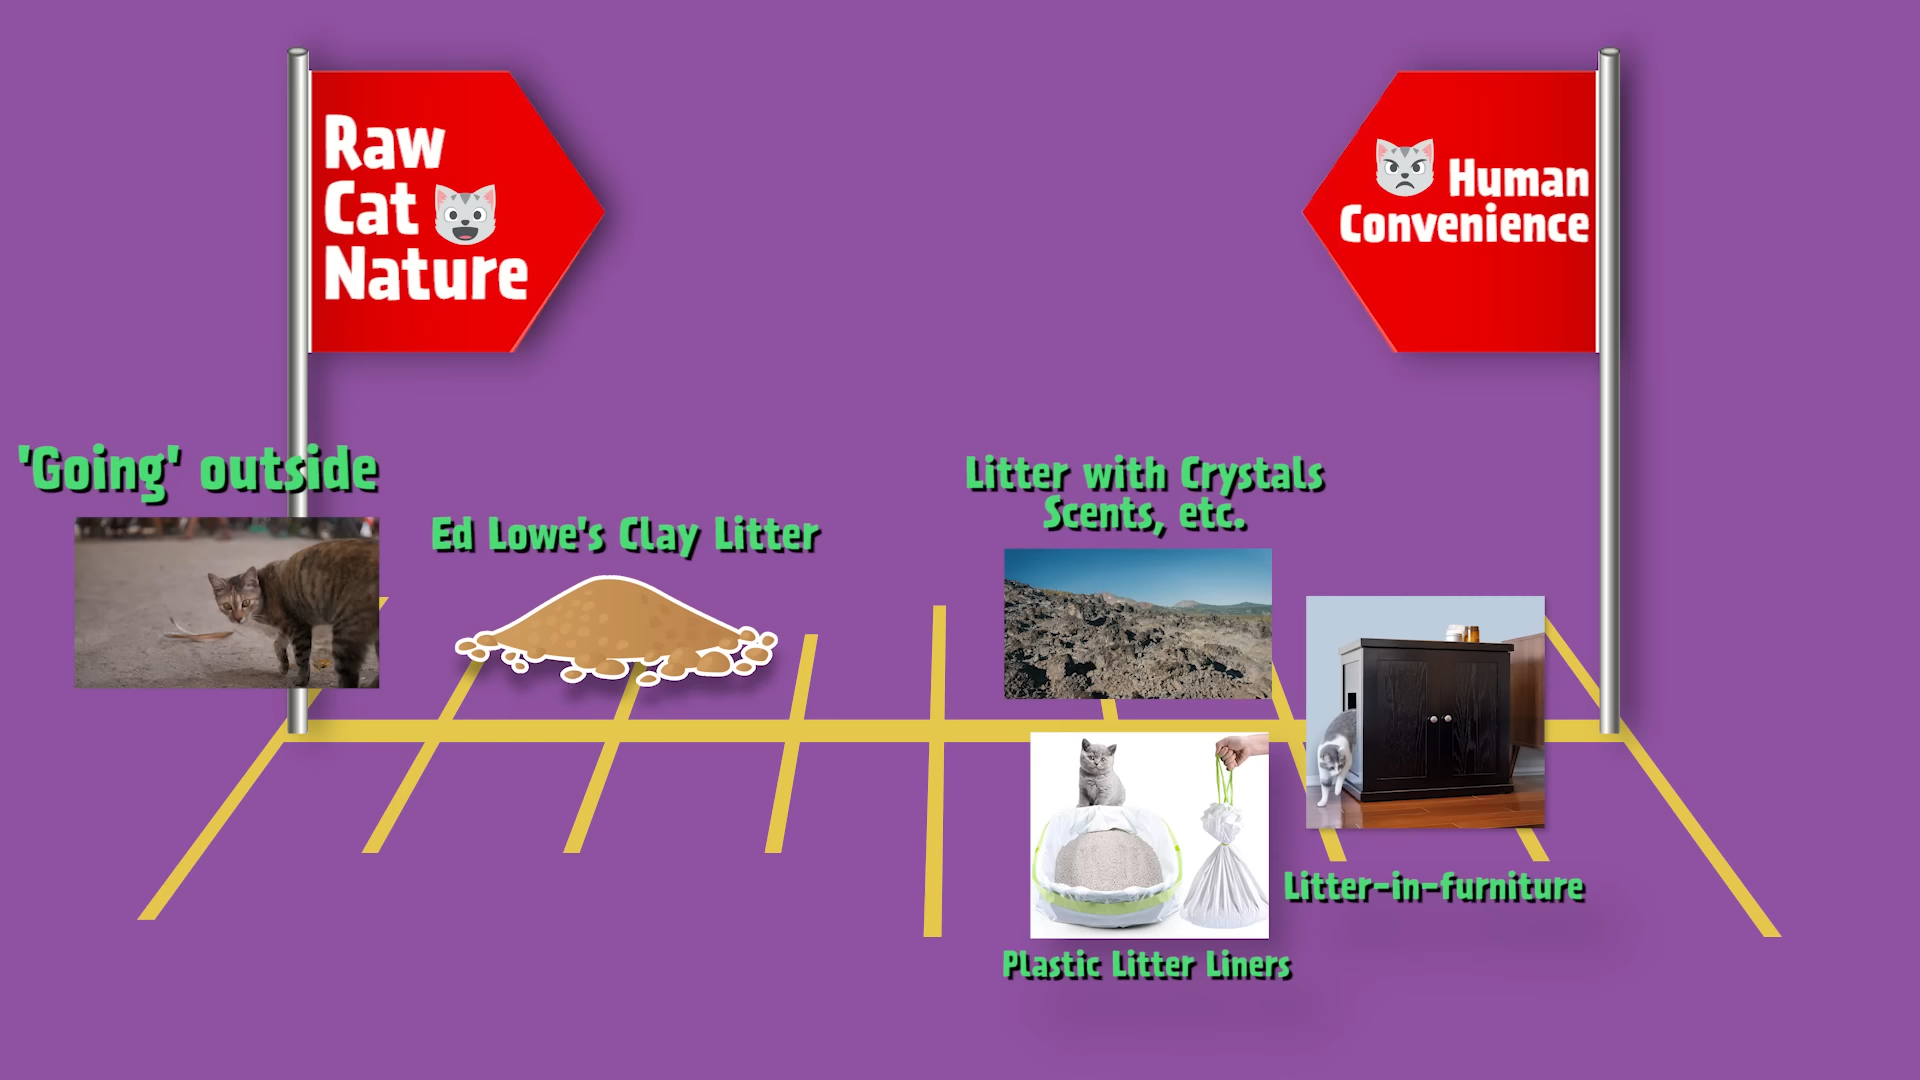 Raw
Cat
Nature
Human
Convenience
'Going' outside
Ed Lowe's Clay Litter
Litter with Crystals
Scents, etc.
Litter-in-furniture
Plastic Litter Liners